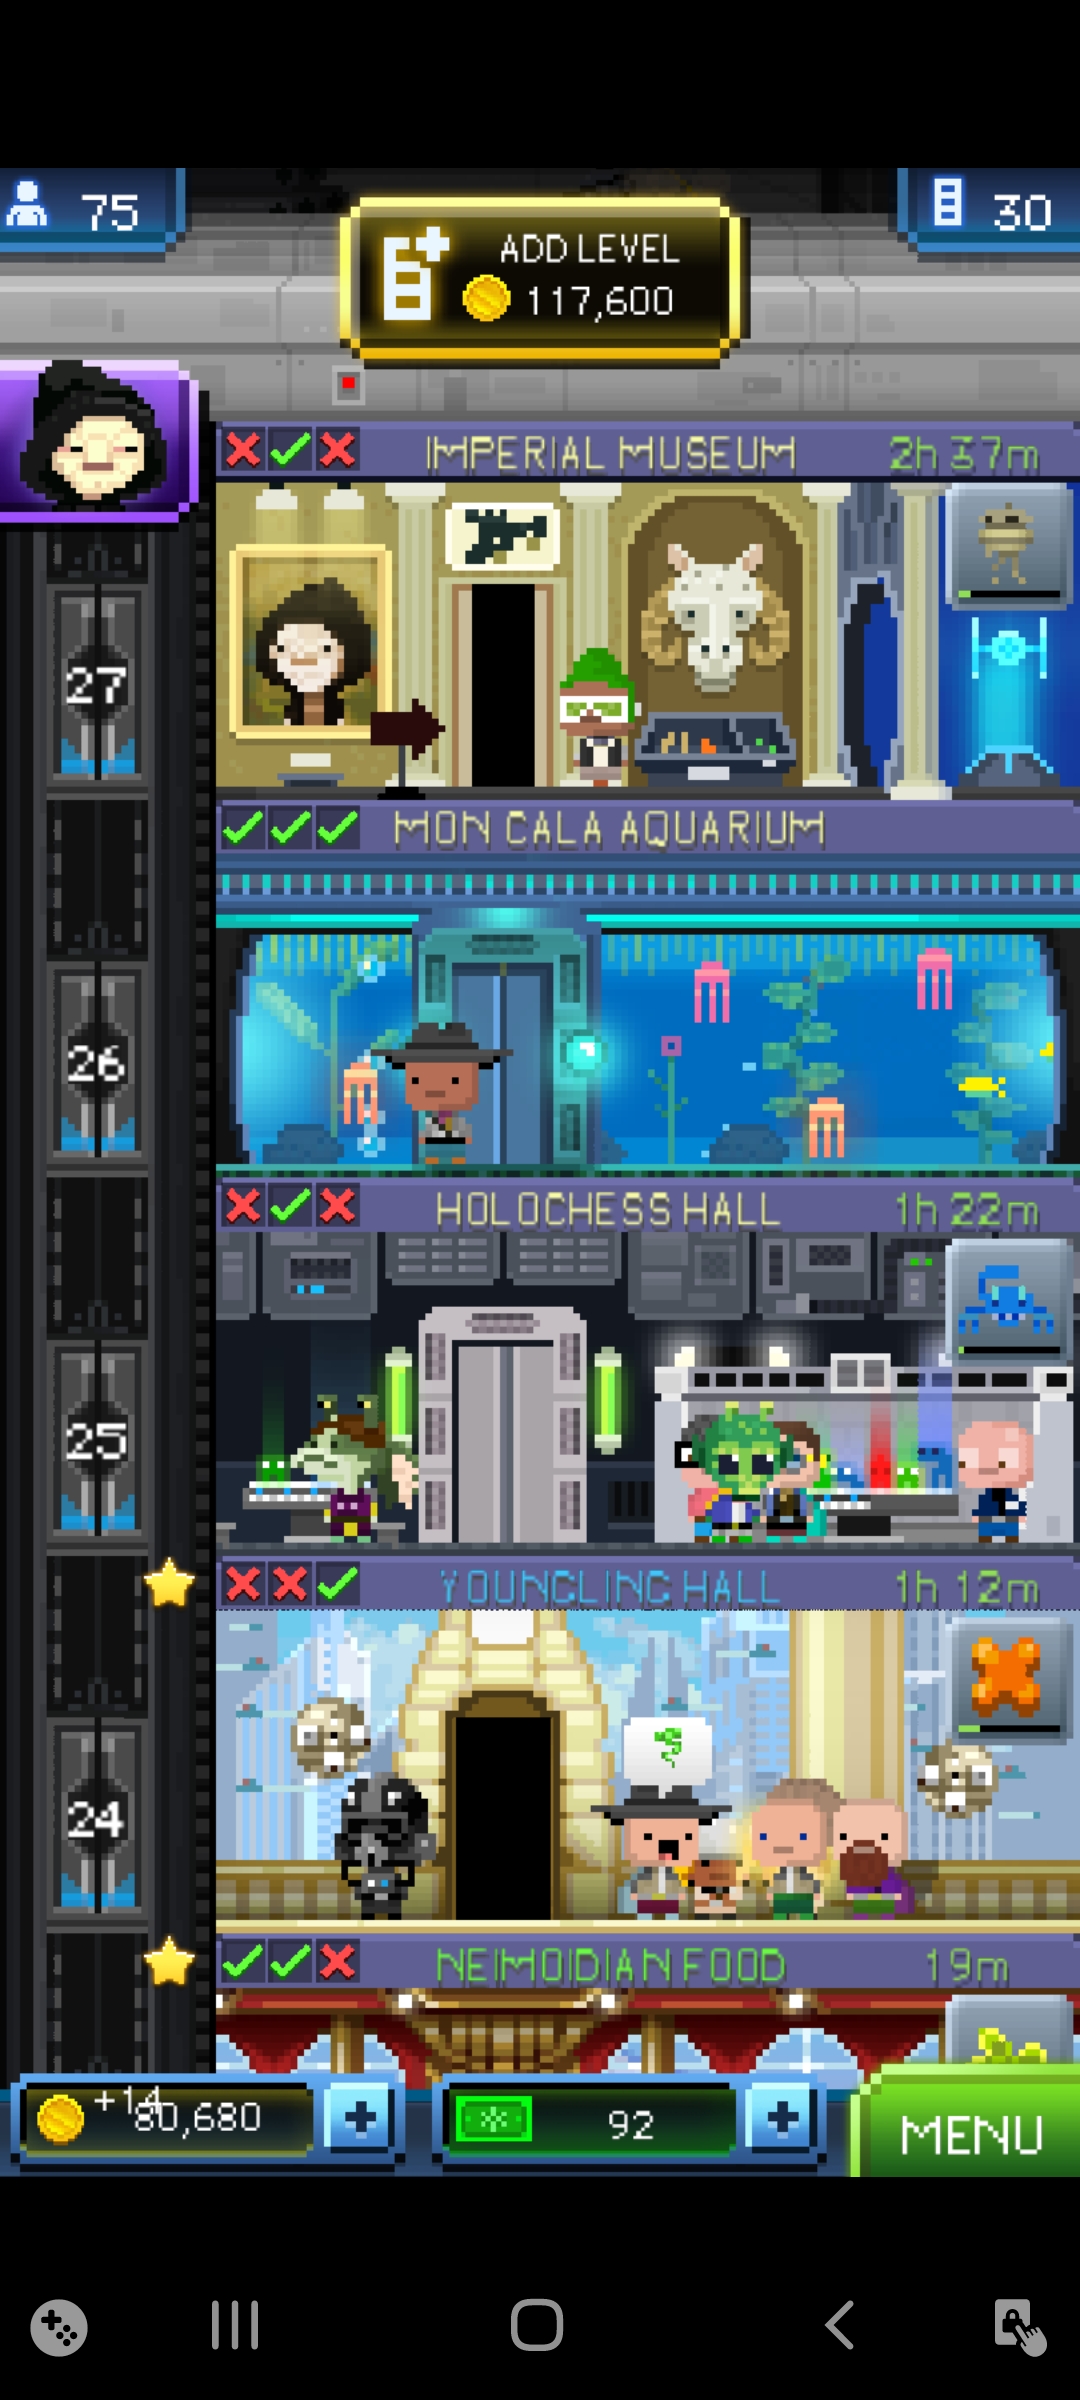 75
ADD LEVEL
117,600
30
IMPERIAL MUSEUM 2h 37m
27
MON CALA AQUARIUM
26
HOLOCHESS HALL 1h 22m
25
YOUNGLING HALL 1h 12m
24
NEIMOIDIAN FOOD 19m
+14
80,680
92
MENU